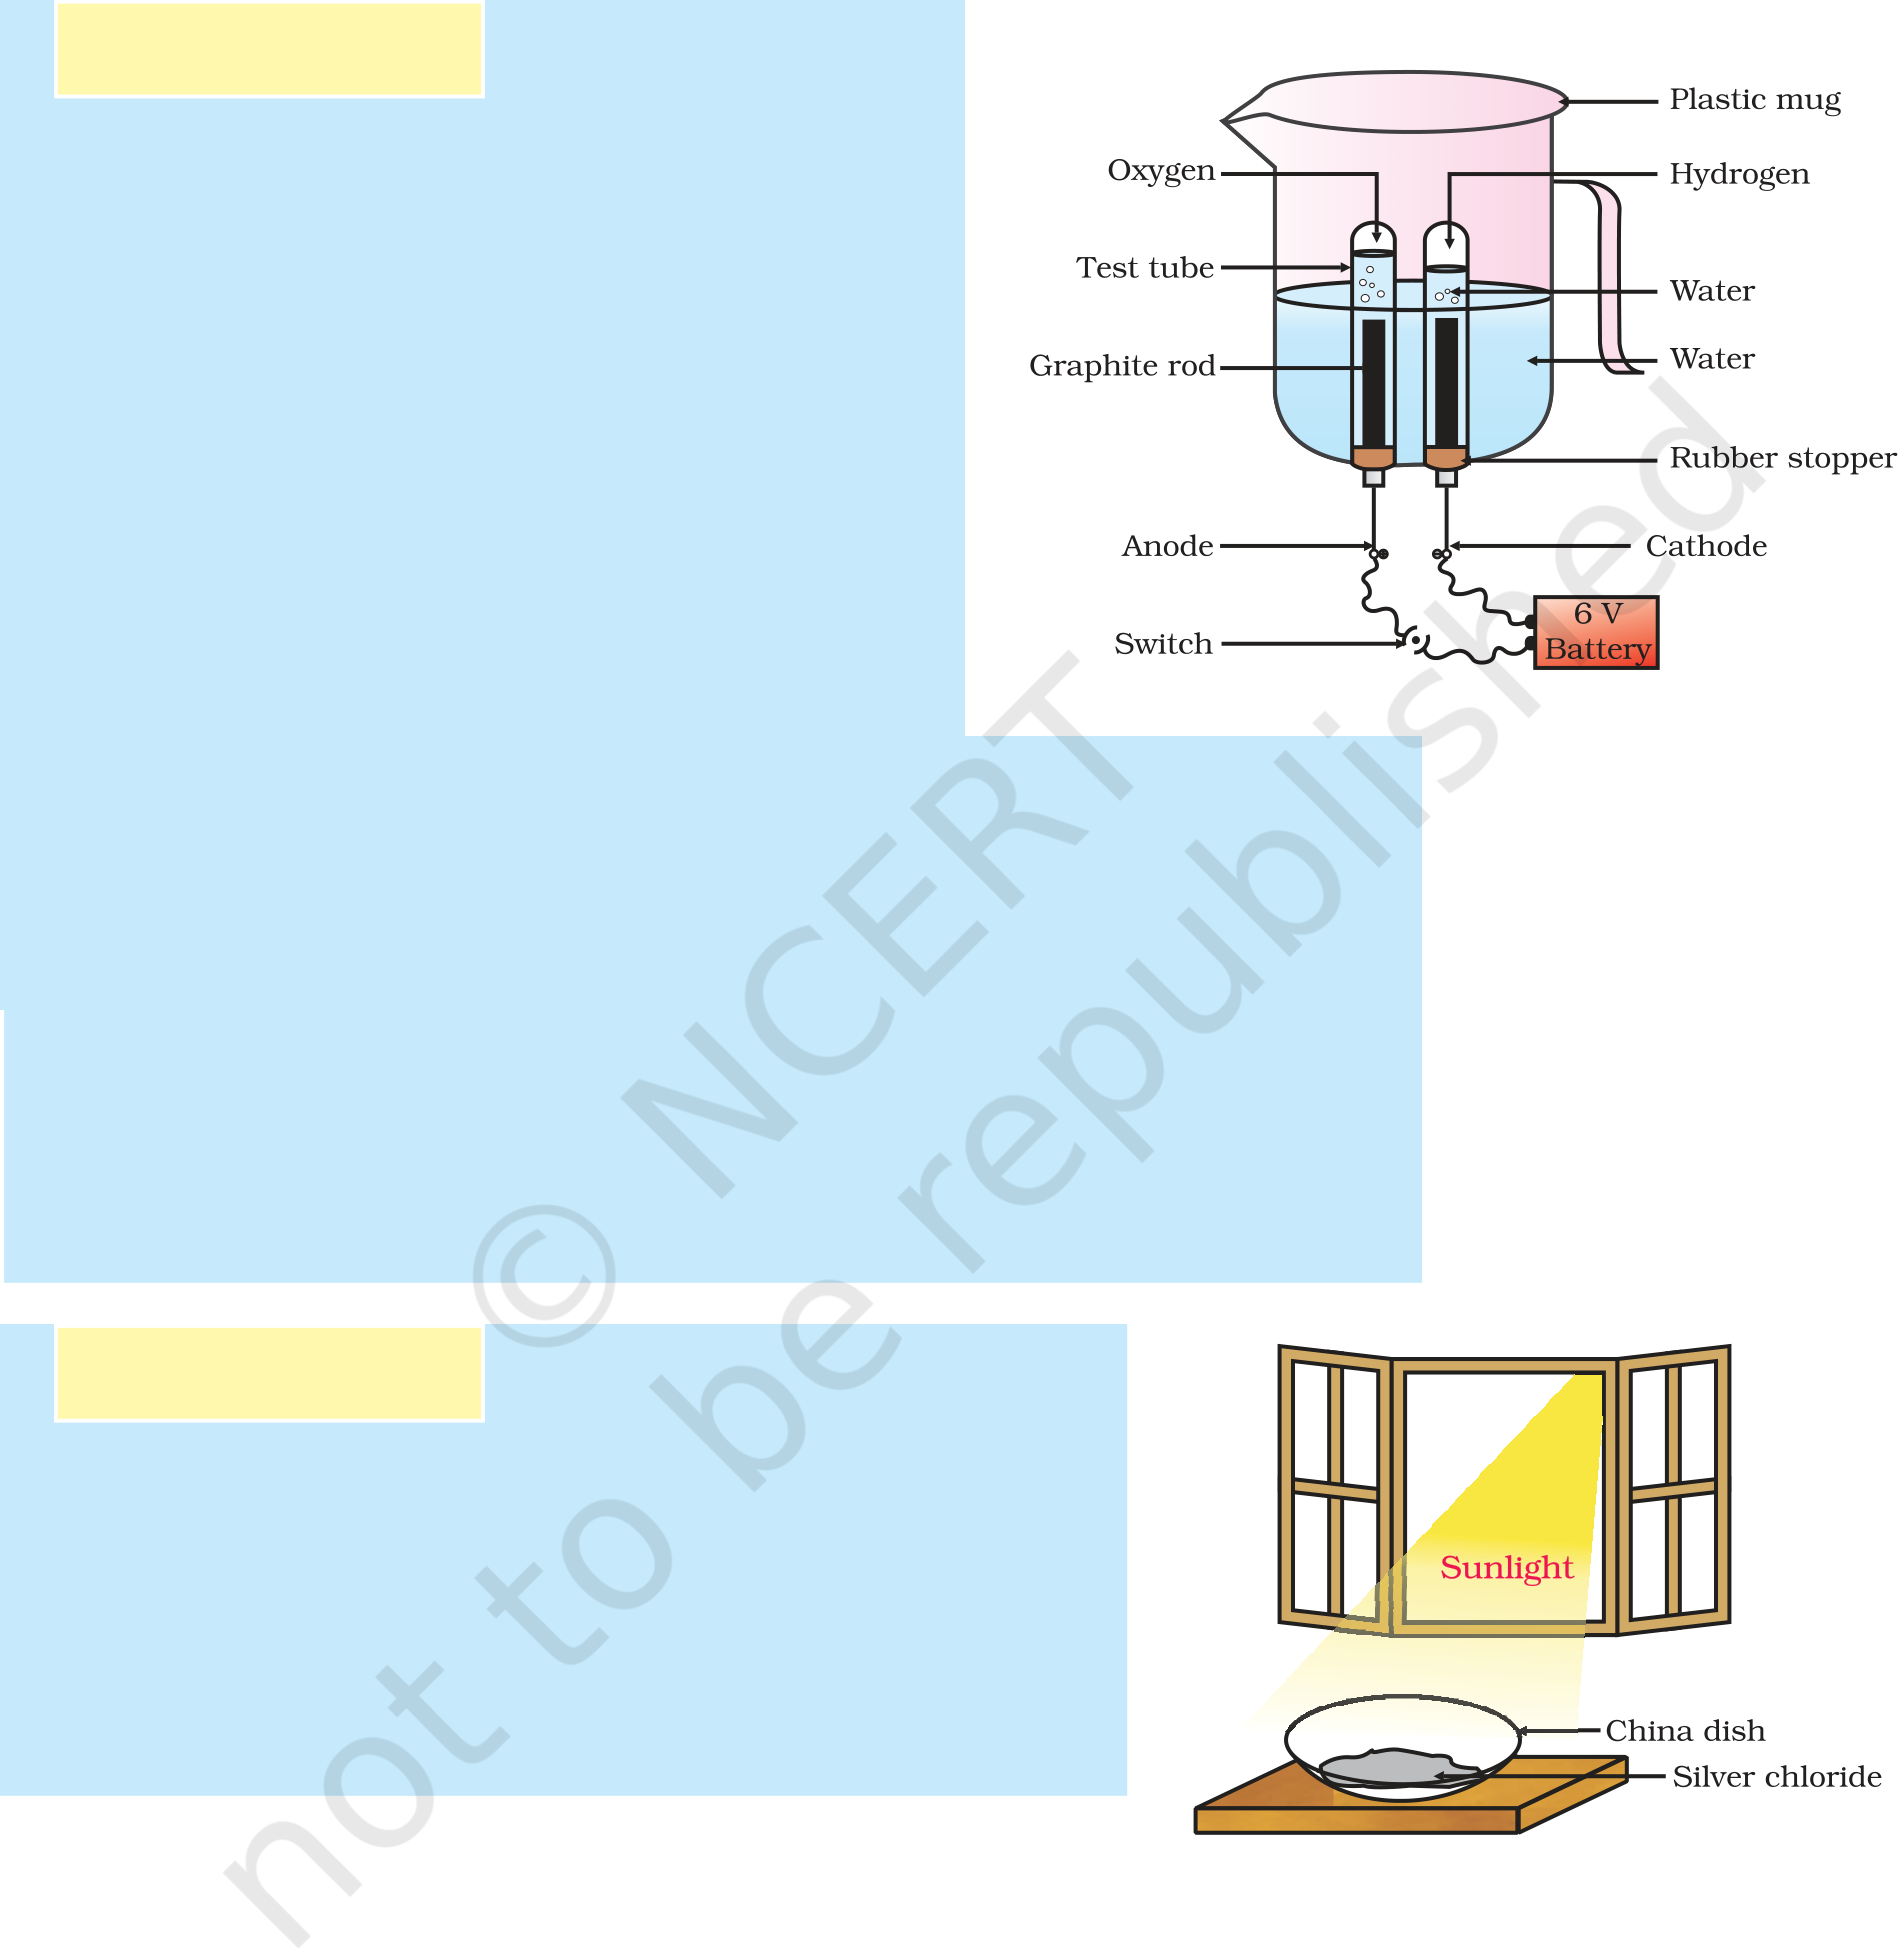 Plastic mug
Oxygen
Hydrogen
Test tube
Water
Graphite rod
Water
Rubber stopper
Anode
Cathode
6 V
Battery
Switch
© NCERT
not to be republished
Sunlight
China dish
Silver chloride